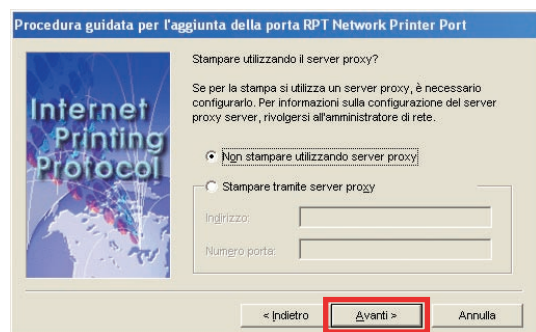 Procedura guidata per l'aggiunta della porta RPT Network Printer Port
Internet
Printing
Protocol
Stampare utilizzando il server proxy?
Se per la stampa si utilizza un server proxy, è necessario
configurarlo. Per informazioni sulla configurazione del server
proxy server, rivolgersi all'amministratore di rete.
Non stampare utilizzando server proxy
Stampare tramite server proxy
Indirizzo:
Numero porta:
< Indietro
Avanti >
Annulla